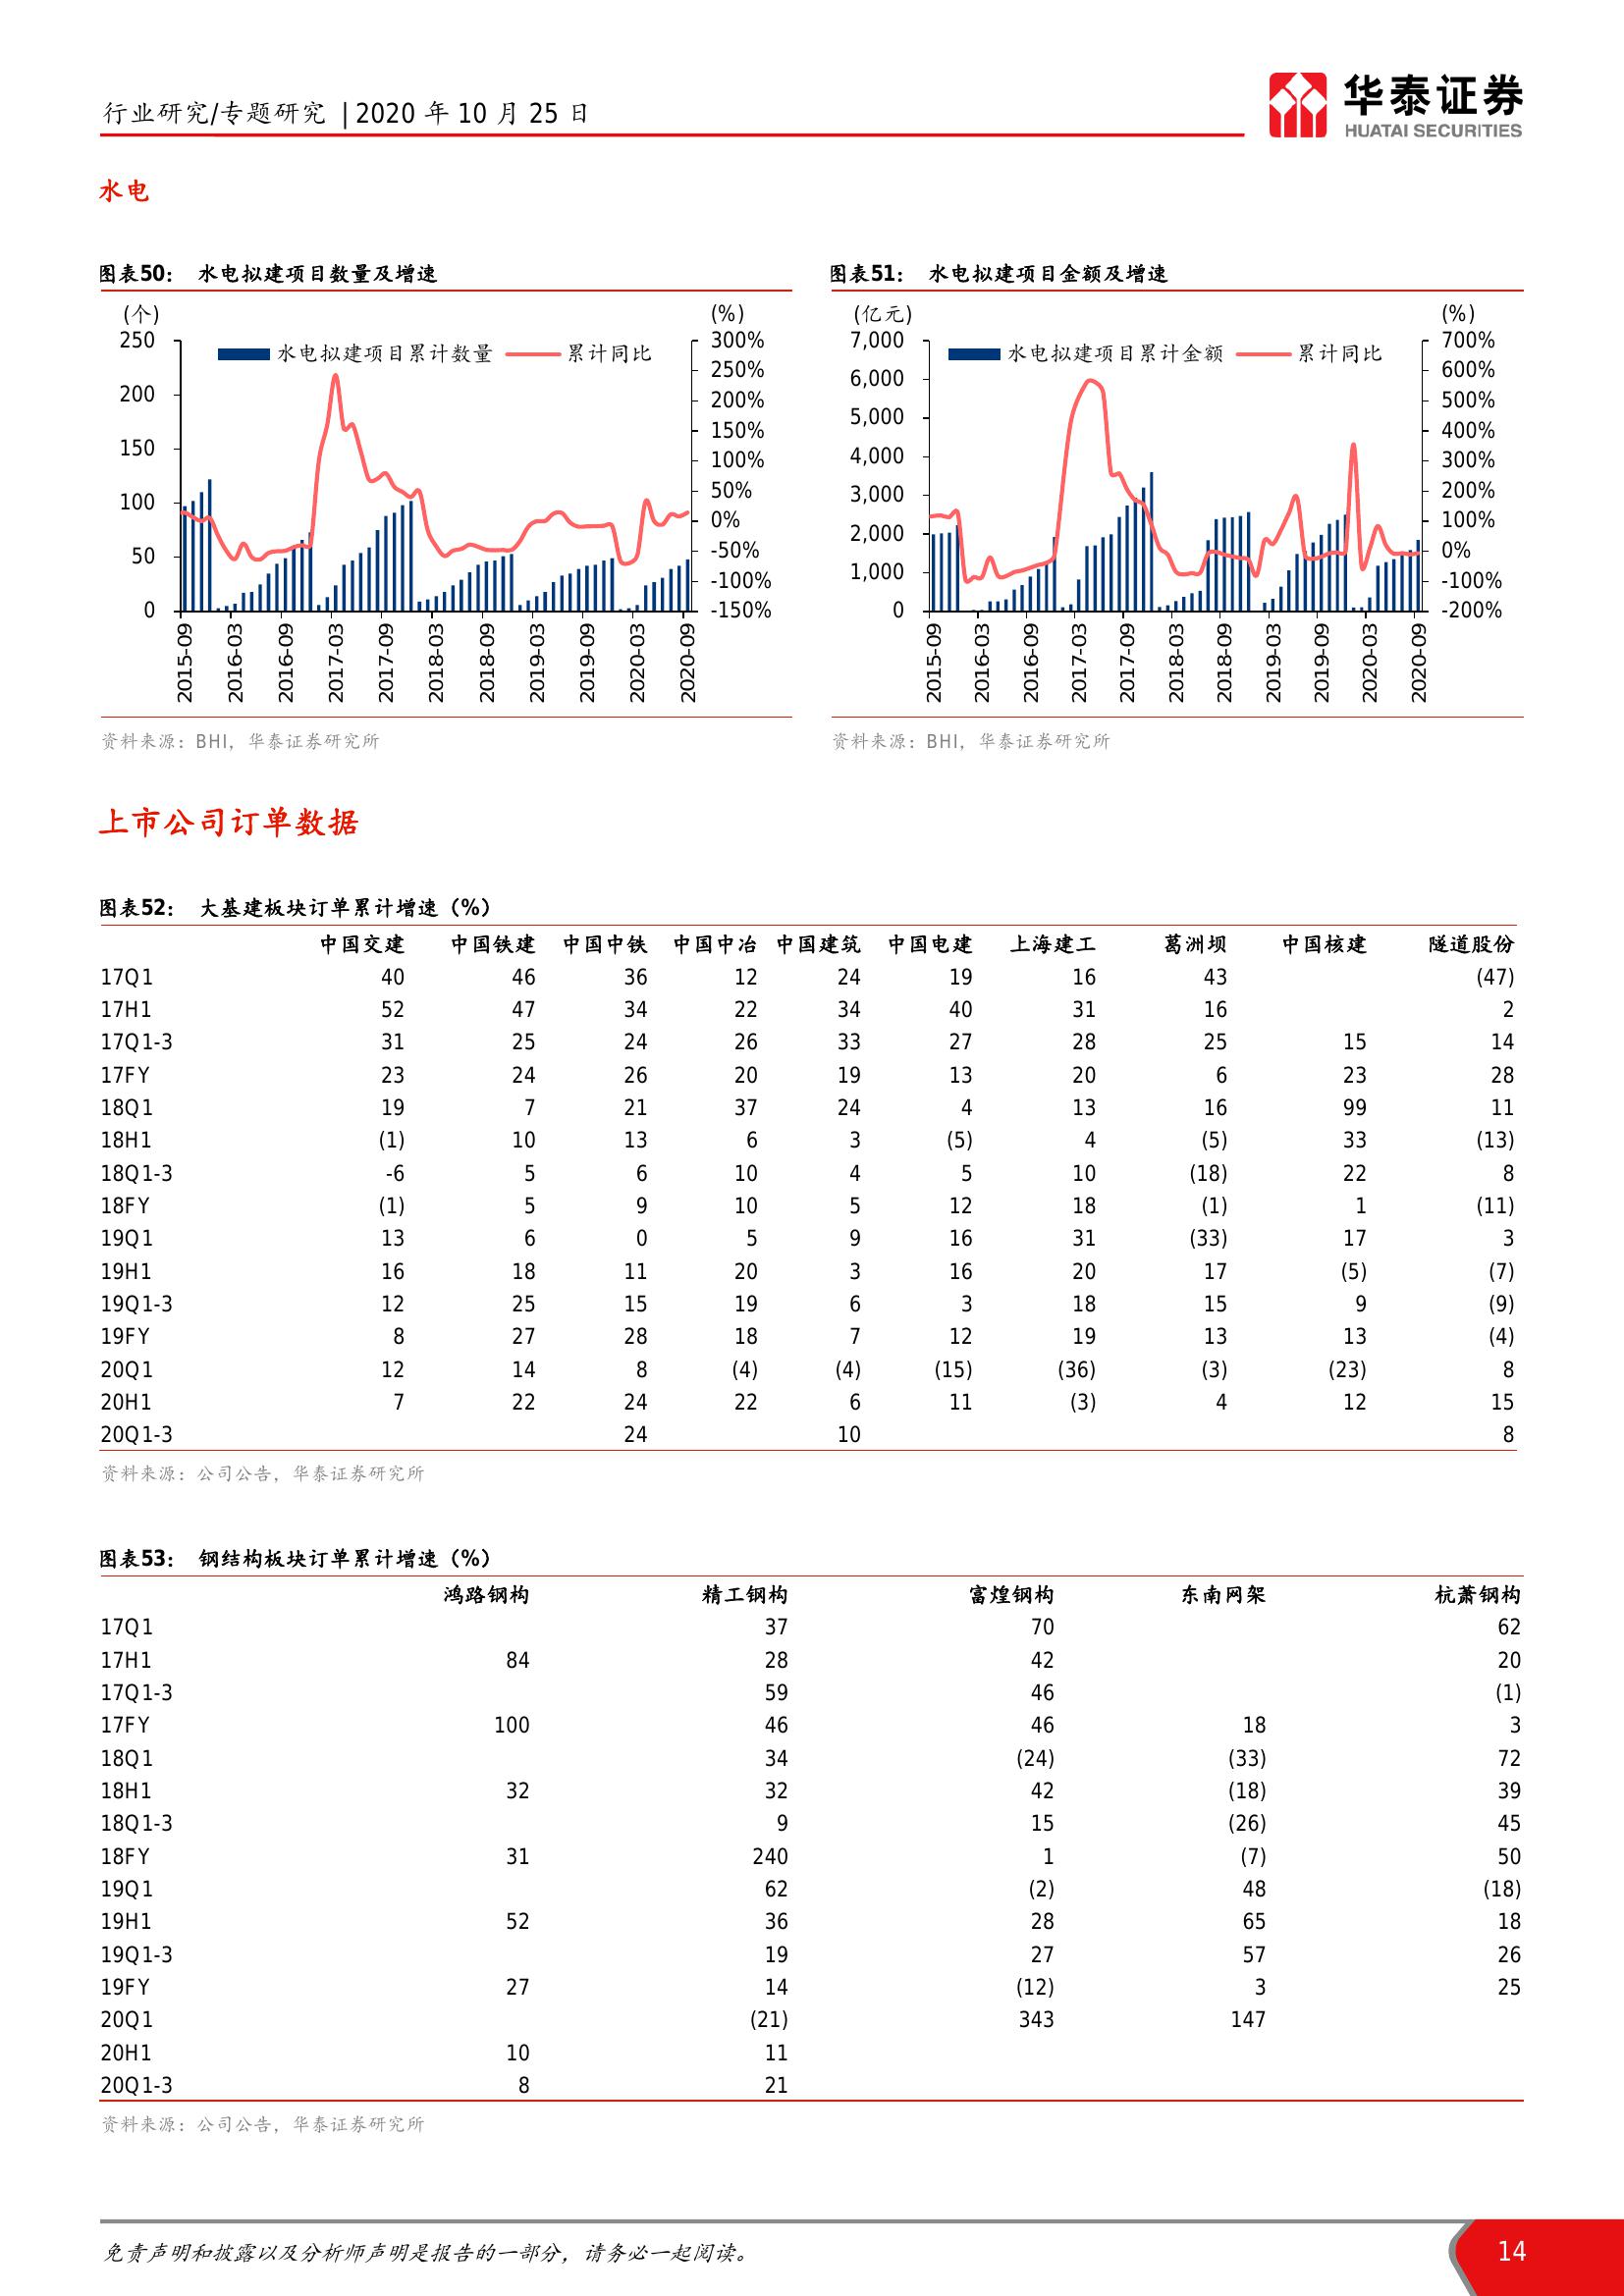 行业研究/专题研究 | 2020 年 10 月 25 日
华泰证券
HUATAI SECURITIES
水电
图表50： 水电拟建项目数量及增速
(个)
(%)
水电拟建项目累计数量 累计同比
250
200
150
100
50
0
300%
250%
200%
150%
100%
50%
0%
-50%
-100%
-150%
2015-09 2016-03 2016-09 2017-03 2017-09 2018-03 2018-09 2019-03 2019-09 2020-03 2020-09
资料来源：BHI，华泰证券研究所
图表51： 水电拟建项目金额及增速
(亿元)
(%)
水电拟建项目累计金额 累计同比
7,000
6,000
5,000
4,000
3,000
2,000
1,000
0
700%
600%
500%
400%
300%
200%
100%
0%
-100%
-200%
2015-09 2016-03 2016-09 2017-03 2017-09 2018-03 2018-09 2019-03 2019-09 2020-03 2020-09
资料来源：BHI，华泰证券研究所
上市公司订单数据
图表52： 大基建板块订单累计增速（%）
中国交建 中国铁建 中国中铁 中国中冶 中国建筑 中国电建 上海建工 葛洲坝 中国核建 隧道股份
17Q1 40 46 36 12 24 19 16 43 (47)
17H1 52 47 34 22 34 40 31 16 2
17Q1-3 31 25 24 26 33 27 28 25 15 14
17FY 23 24 26 20 19 13 20 6 23 28
18Q1 19 7 21 37 24 4 13 16 99 11
18H1 (1) 10 13 6 3 (5) 4 (5) 33 (13)
18Q1-3 -6 5 6 10 4 5 10 (18) 22 8
18FY (1) 5 9 10 5 12 18 (1) 1 (11)
19Q1 13 6 0 5 9 16 31 (33) 17 3
19H1 16 18 11 20 3 16 20 17 (5) (7)
19Q1-3 12 25 15 19 6 3 18 15 9 (9)
19FY 8 27 28 18 7 12 19 13 13 (4)
20Q1 12 14 8 (4) (4) (15) (36) (3) (23) 8
20H1 7 22 24 22 6 11 (3) 4 12 15
20Q1-3 24 10 8
资料来源：公司公告，华泰证券研究所
图表53： 钢结构板块订单累计增速（%）
鸿路钢构 精工钢构 富煌钢构 东南网架 杭萧钢构
17Q1 37 70 62
17H1 84 28 42 20
17Q1-3 59 46 (1)
17FY 100 46 46 18 3
18Q1 34 (24) (33) 72
18H1 32 32 42 (18) 39
18Q1-3 9 15 (26) 45
18FY 31 240 1 (7) 50
19Q1 62 (2) 48 (18)
19H1 52 36 28 65 18
19Q1-3 19 27 57 26
19FY 27 14 (12) 3 25
20Q1 (21) 343 147
20H1 10 11
20Q1-3 8 21
资料来源：公司公告，华泰证券研究所
免责声明和披露以及分析师声明是报告的一部分，请务必一起阅读。
14